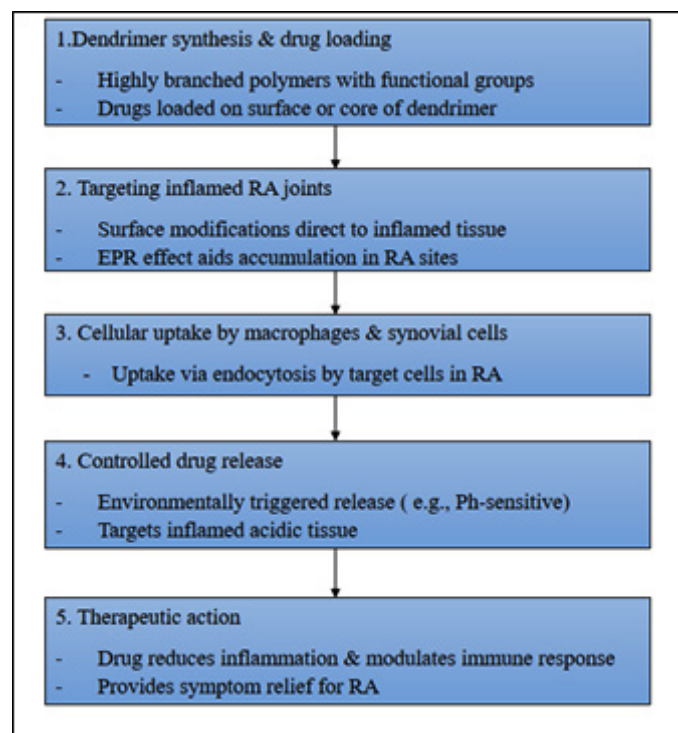 1.Dendrimer synthesis & drug loading
- Highly branched polymers with functional groups
- Drugs loaded on surface or core of dendrimer
2. Targeting inflamed RA joints
- Surface modifications direct to inflamed tissue
- EPR effect aids accumulation in RA sites
3. Cellular uptake by macrophages & synovial cells
- Uptake via endocytosis by target cells in RA
4. Controlled drug release
- Environmentally triggered release ( e.g., Ph-sensitive)
- Targets inflamed acidic tissue
5. Therapeutic action
- Drug reduces inflammation & modulates immune response
- Provides symptom relief for RA